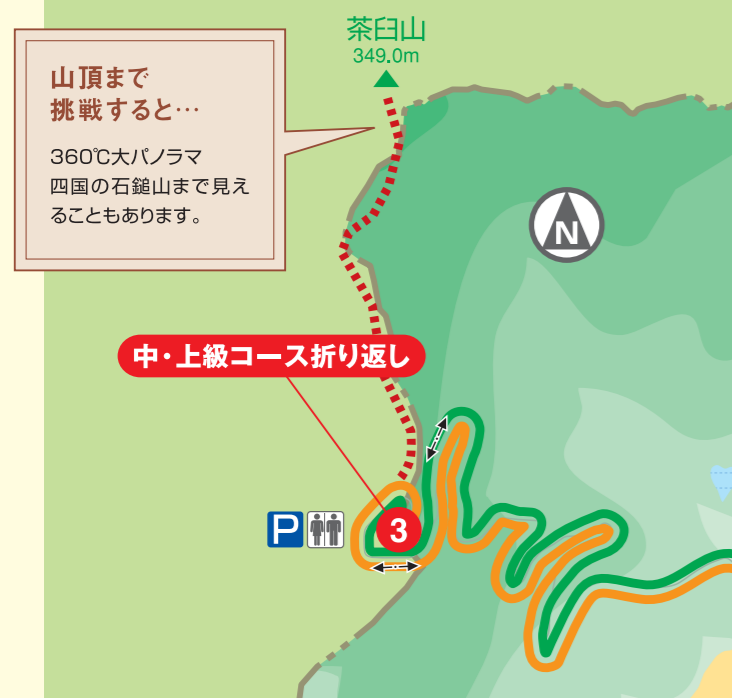 茶臼山
349.0m
山頂まで
挑戦すると…
360℃大パノラマ
四国の石鎚山まで見え
ることもあります。
N
中・上級コース折り返し
P
3